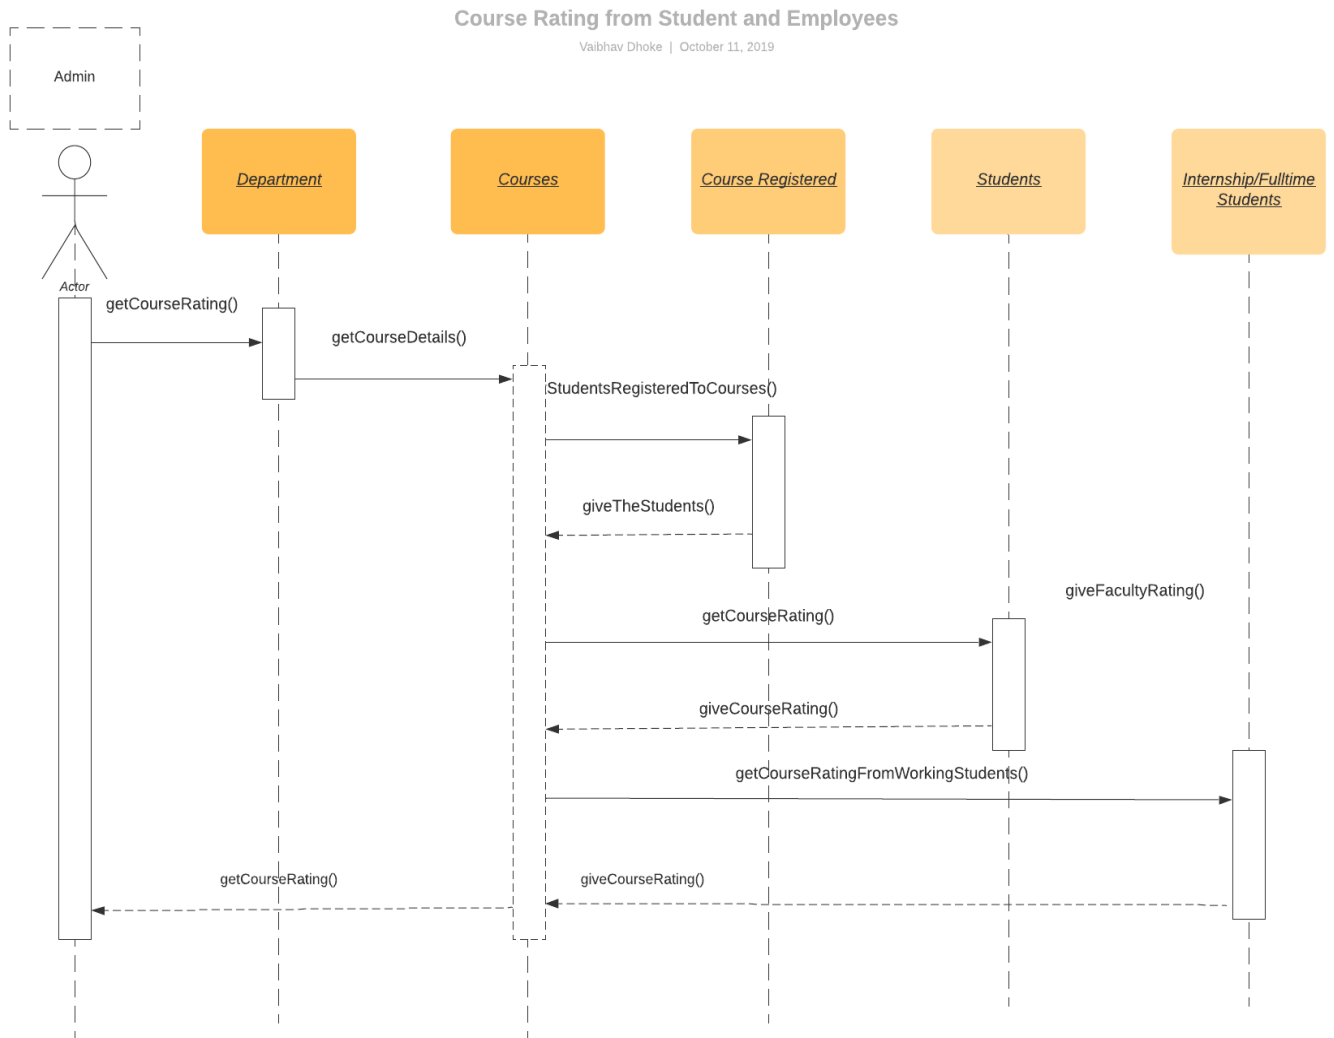 Course Rating from Student and Employees
Vaibhav Dhoke | October 11, 2019
Admin
Department
Courses
Course Registered
Students
Internship/Fulltime
Students
Actor
getCourseRating()
getCourseDetails()
StudentsRegisteredToCourses()
giveTheStudents()
giveFacultyRating()
getCourseRating()
giveCourseRating()
getCourseRatingFromWorkingStudents()
getCourseRating()
giveCourseRating()